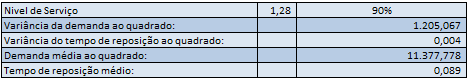 Nivel de Serviço 1,28 90%
Variância da demanda ao quadrado: 1.205,067
Variância do tempo de reposição ao quadrado: 0,004
Demanda média ao quadrado: 11.377,778
Tempo de reposição médio: 0,089